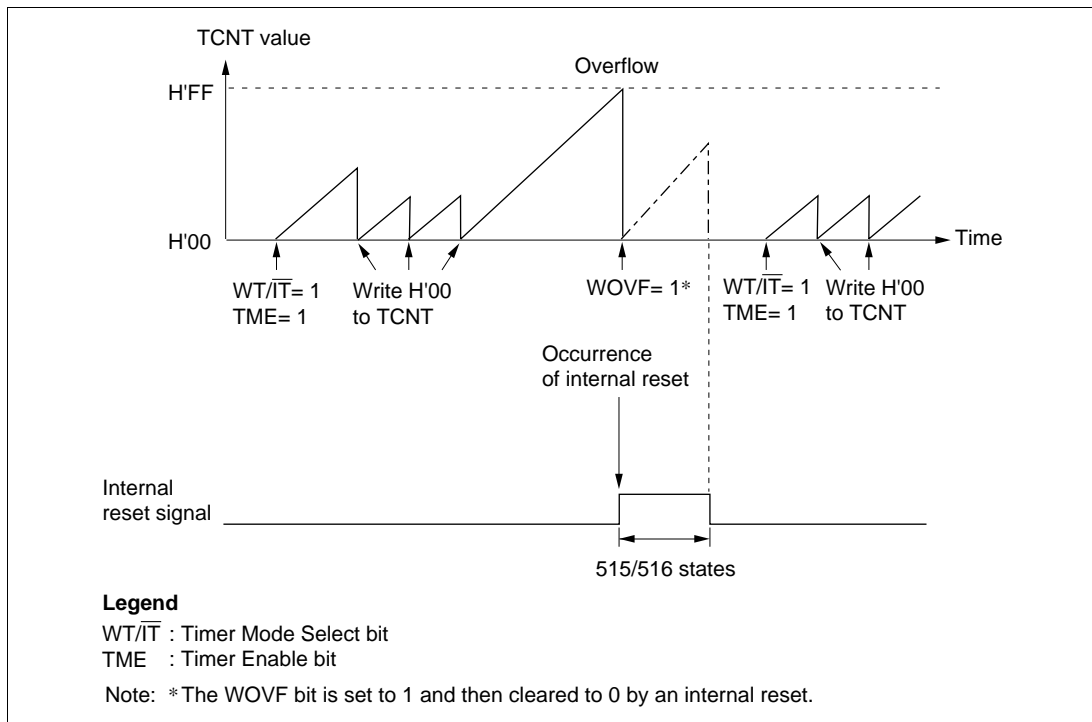 TCNT value
Overflow
H'FF
H'00
Time
WT/IT= 1
TME= 1
Write H'00
to TCNT
WOVF= 1*
WT/IT= 1
TME= 1
Write H'00
to TCNT
Occurrence
of internal reset
Internal
reset signal
515/516 states
Legend
WT/IT : Timer Mode Select bit
TME : Timer Enable bit
Note: * The WOVF bit is set to 1 and then cleared to 0 by an internal reset.